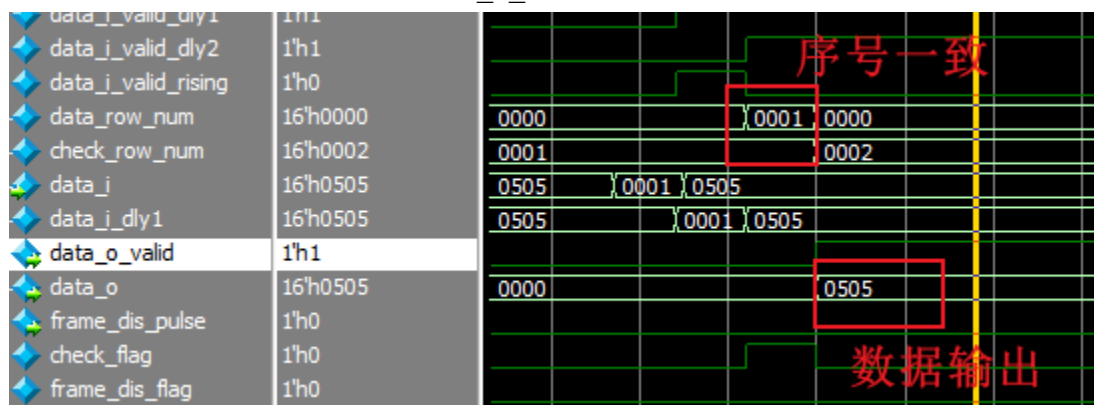 data_i_valid_dly1 1'h1
data_i_valid_dly2 1'h1
序号一致
data_i_valid_rising 1'h0
data_row_num 16'h0000 0000 0001 0000
check_row_num 16'h0002 0001 0002
data_i 16'h0505 0505 0001 0505
data_i_dly1 16'h0505 0505 0001 0505
data_o_valid 1'h1
data_o 16'h0505 0000 0505
frame_dis_pulse 1'h0
check_flag 1'h0
数据输出
frame_dis_flag 1'h0